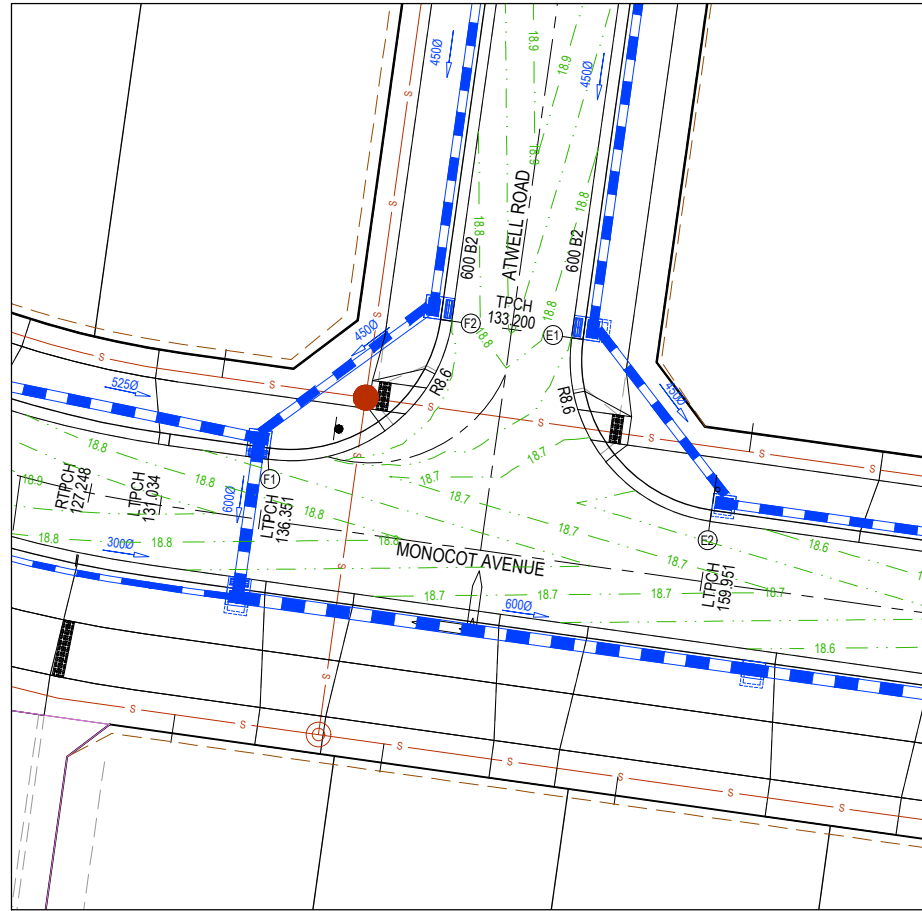 450Ø
18.9
18.9
450Ø
18.9
18.8
18.8
ATWELL ROAD
600 B2
600 B2
TPCH
133.200
18.8
F2
E1
18.8
450Ø
S
S
S
525Ø
R8.6
R8.6
450Ø
S
S
S
S
18.8
18.8
18.7
18.7
18.9
RTPCH
127.248
LTPCH
131.034
F1
600Ø
LTPCH
136.351
18.8
18.7
18.7
18.8
300Ø
18.8
MONOCOT AVENUE
18.7
E2
18.6
18.7
LTPCH
159.951
18.7
18.7
18.7
600Ø
18.6
S
S
S
S
S
S
S
S